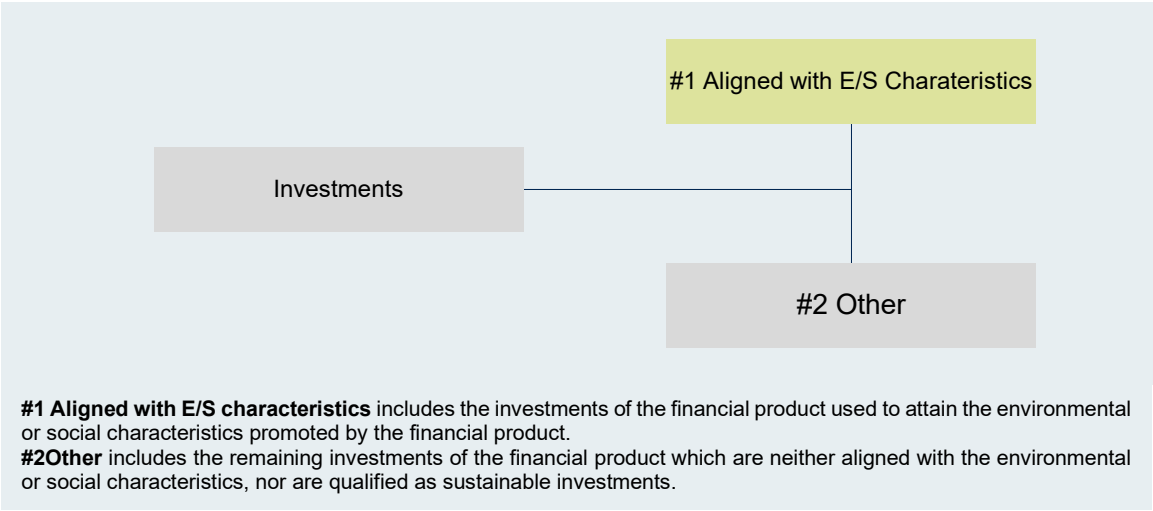 #1 Aligned with E/S Charateristics
Investments
#2 Other
#1 Aligned with E/S characteristics includes the investments of the financial product used to attain the environmental
or social characteristics promoted by the financial product.
#2Other includes the remaining investments of the financial product which are neither aligned with the environmental
or social characteristics, nor are qualified as sustainable investments.